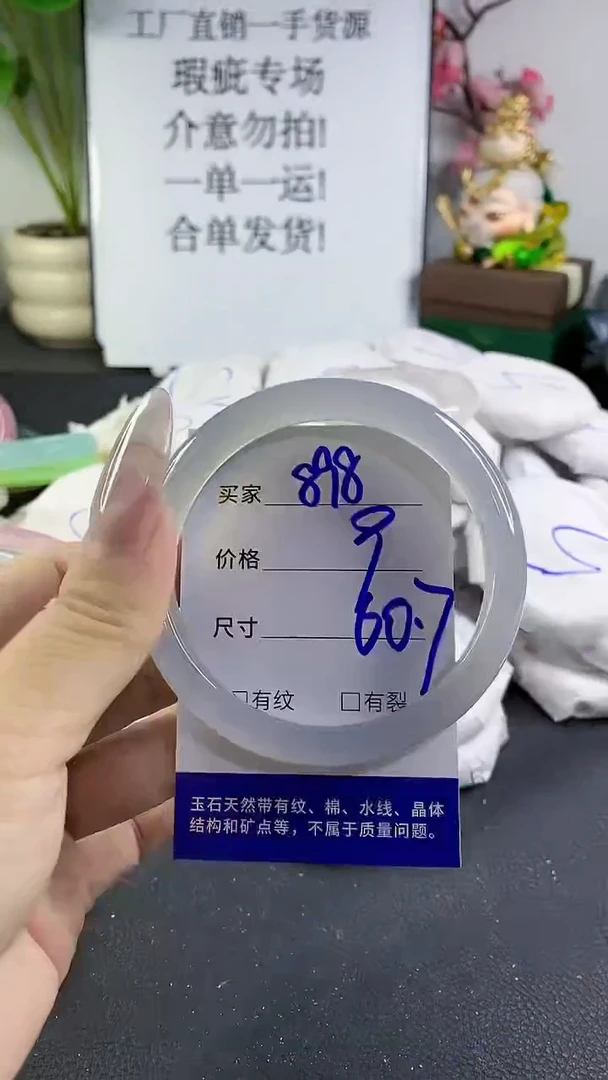 工厂直销一手货源
瑕疵专场
介意勿拍!
一单一运!
合单发货!
买家 898
价格 9
尺寸 60.7
□有纹 □有裂
玉石天然带有纹、棉、水线、晶体
结构和矿点等，不属于质量问题。